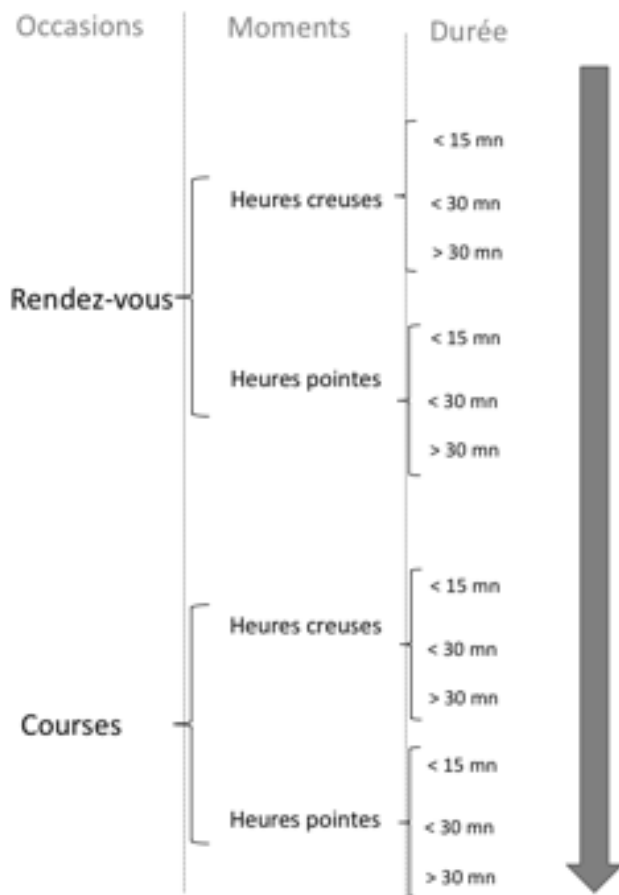 Occasions Moments Durée
< 15 mn
Heures creuses < 30 mn
> 30 mn
Rendez-vous
< 15 mn
Heures pointes
< 30 mn
> 30 mn
< 15 mn
Heures creuses
< 30 mn
> 30 mn
Courses
< 15 mn
Heures pointes < 30 mn
> 30 mn